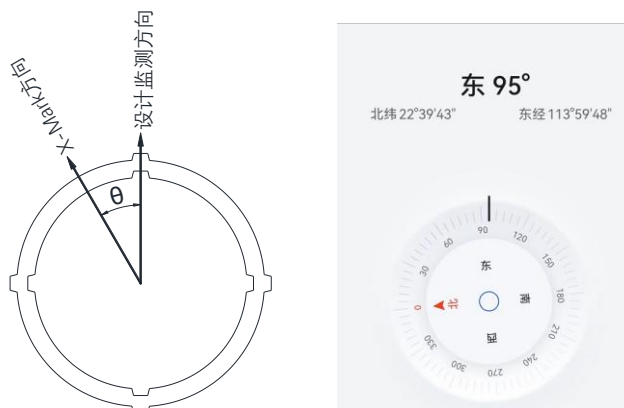 X-Mark方向
设计监测方向
θ
东 95°
北纬 22°39'43"
东经 113°59'48"
0
30
60
90
120
150
180
210
240
270
300
330
北
东
南
西